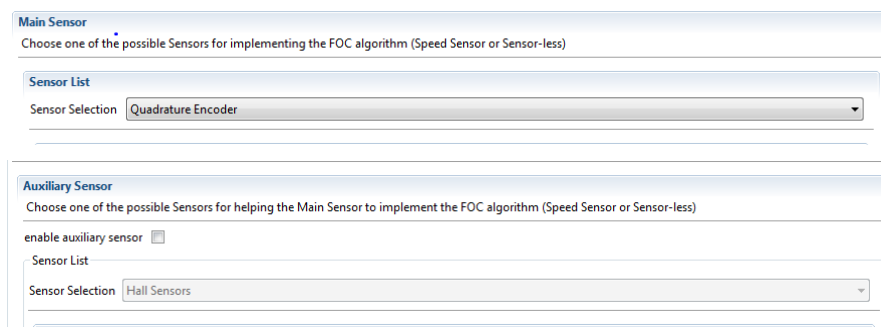 Main Sensor
Choose one of the possible Sensors for implementing the FOC algorithm (Speed Sensor or Sensor-less)
Sensor List
Sensor Selection Quadrature Encoder
Auxiliary Sensor
Choose one of the possible Sensors for helping the Main Sensor to implement the FOC algorithm (Speed Sensor or Sensor-less)
enable auxiliary sensor
Sensor List
Sensor Selection Hall Sensors